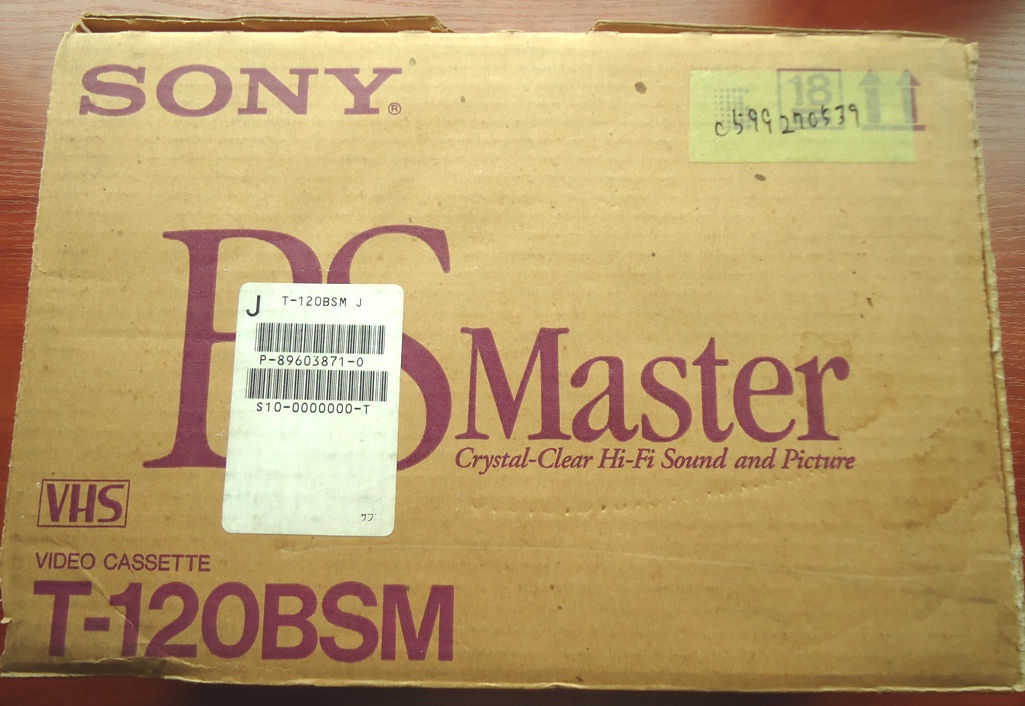 SONY®
18
c599270539
BS Master
Crystal-Clear Hi-Fi Sound and Picture
J T-120BSM J
P-89603871-0
S10-0000000-T
サブ
VHS
VIDEO CASSETTE
T-120BSM